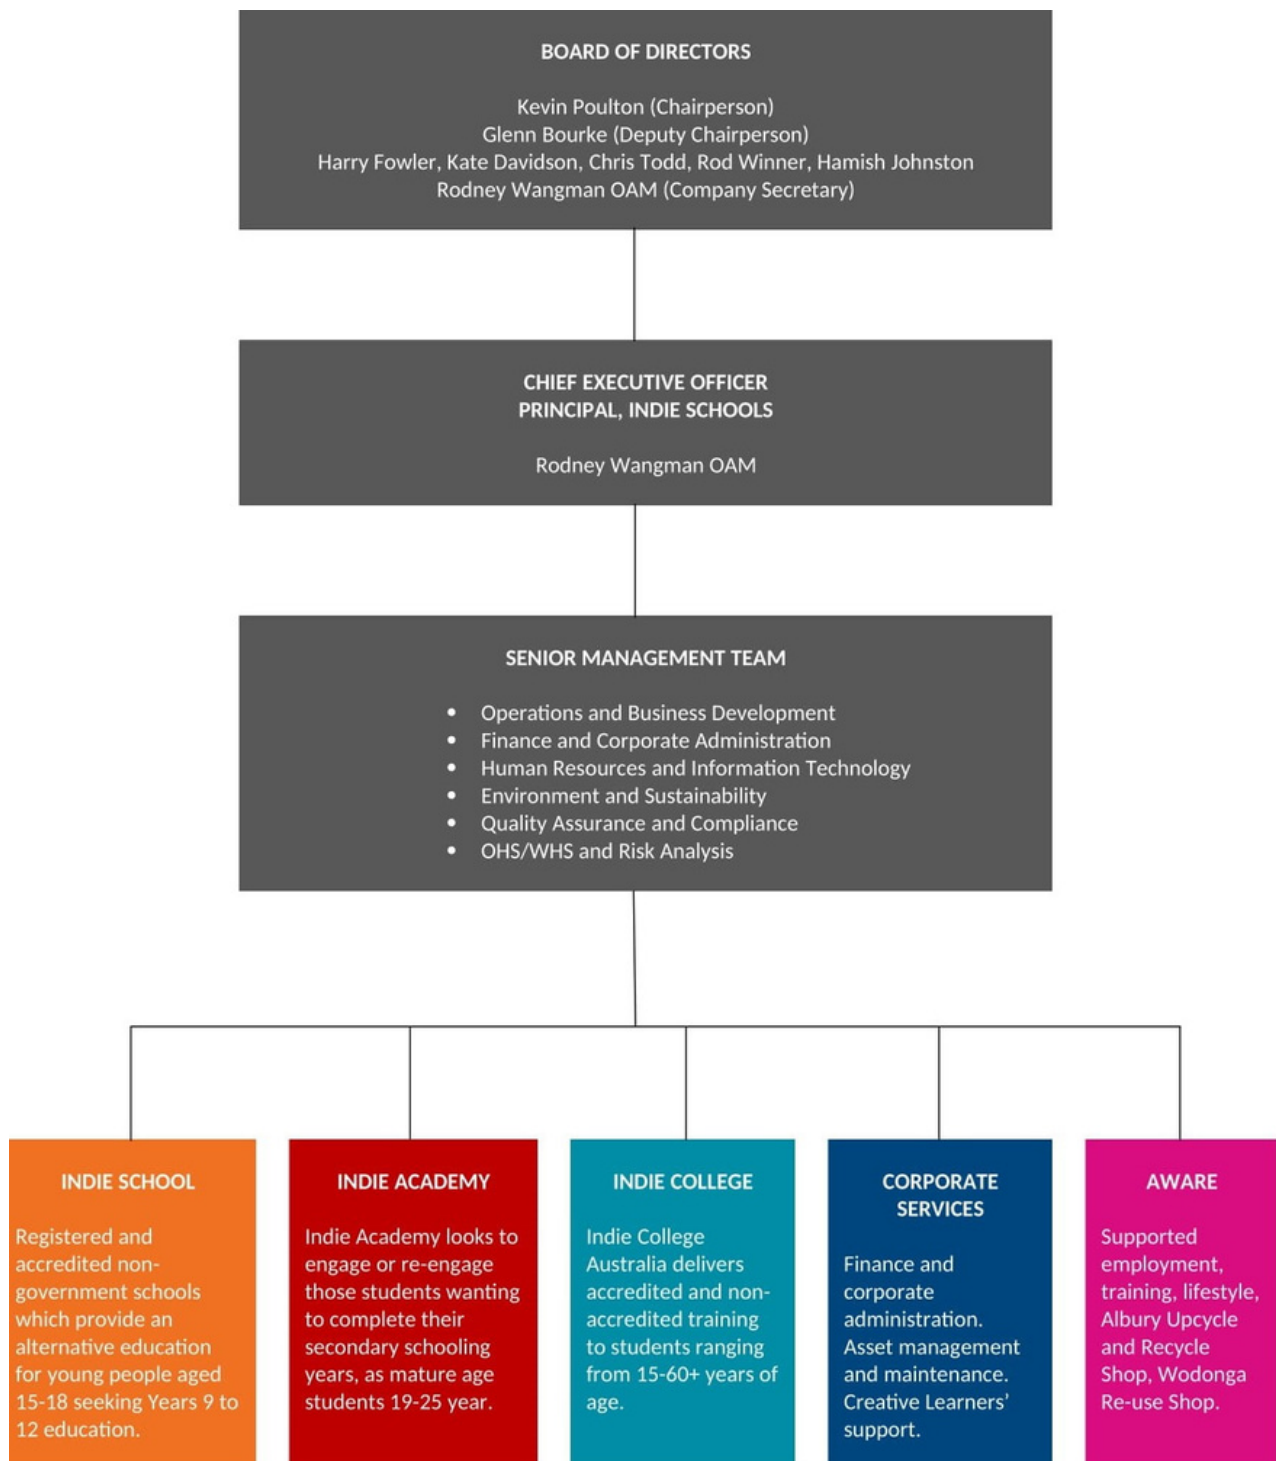 BOARD OF DIRECTORS
Kevin Poulton (Chairperson)
Glenn Bourke (Deputy Chairperson)
Harry Fowler, Kate Davidson, Chris Todd, Rod Winner, Hamish Johnston
Rodney Wangman OAM (Company Secretary)
CHIEF EXECUTIVE OFFICER
PRINCIPAL, INDIE SCHOOLS
Rodney Wangman OAM
SENIOR MANAGEMENT TEAM
• Operations and Business Development
• Finance and Corporate Administration
• Human Resources and Information Technology
• Environment and Sustainability
• Quality Assurance and Compliance
• OHS/WHS and Risk Analysis
INDIE SCHOOL
Registered and
accredited non-
government schools
which provide an
alternative education
for young people aged
15-18 seeking Years 9 to
12 education.
INDIE ACADEMY
Indie Academy looks to
engage or re-engage
those students wanting
to complete their
secondary schooling
years, as mature age
students 19-25 year.
INDIE COLLEGE
Indie College
Australia delivers
accredited and non-
accredited training
to students ranging
from 15-60+ years of
age.
CORPORATE
SERVICES
Finance and
corporate
administration.
Asset management
and maintenance.
Creative Learners’
support.
AWARE
Supported
employment,
training, lifestyle,
Albury Upcycle
and Recycle
Shop, Wodonga
Re-use Shop.